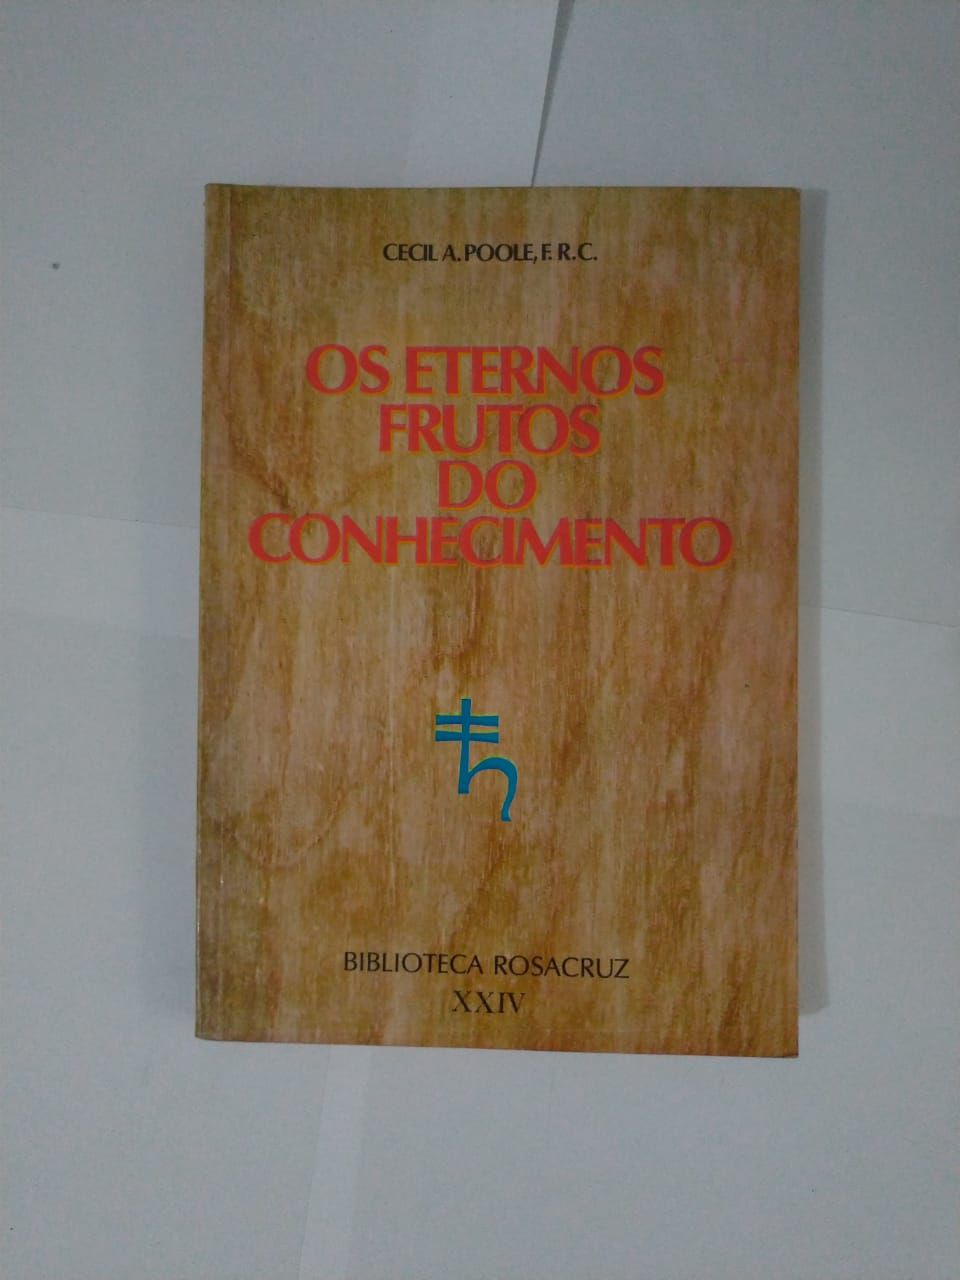 CECIL A. POOLE, F. R. C.
OS ETERNOS
FRUTOS
DO
CONHECIMENTO
BIBLIOTECA ROSACRUZ
XXIV